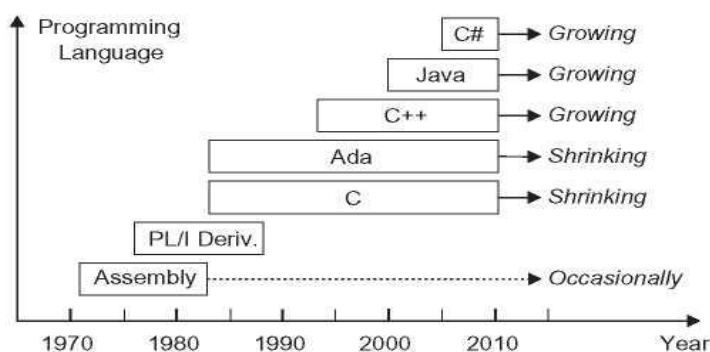 Programming
Language
C# Growing
Java Growing
C++ Growing
Ada Shrinking
C Shrinking
PL/I Deriv.
Assembly Occasionally
1970 1980 1990 2000 2010 Year